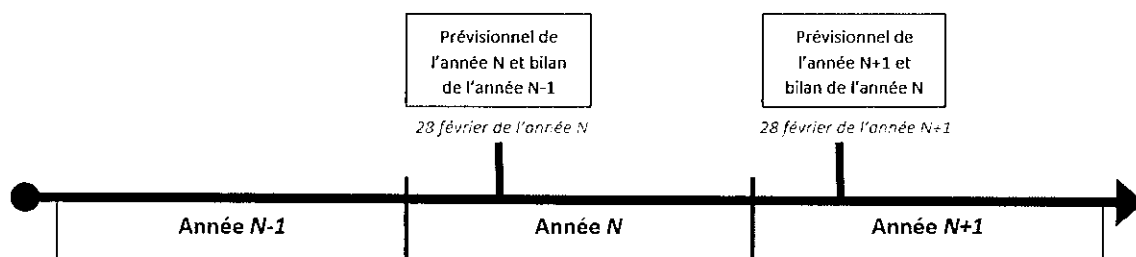 Prévisionnel de
l'année N et bilan
de l'année N-1
Prévisionnel de
l'année N+1 et
bilan de l'année N
28 février de l'année N
28 février de l'année N+1
Année N-1
Année N
Année N+1